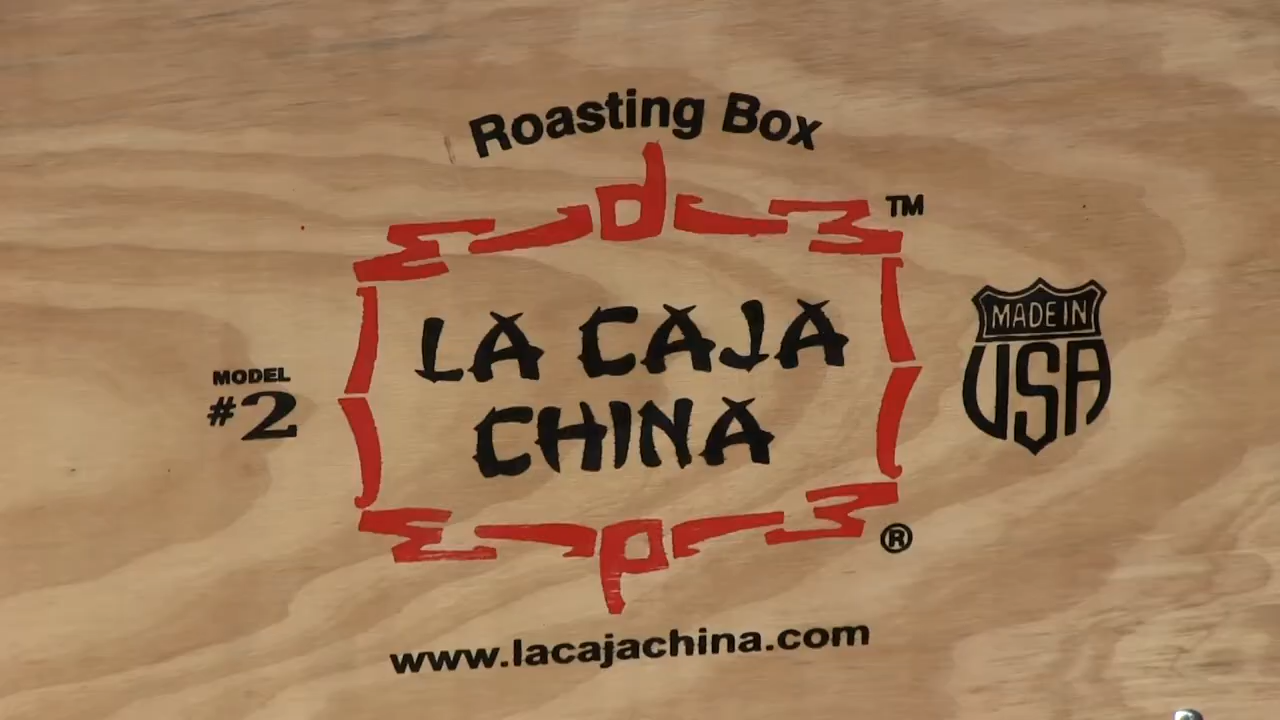 Roasting Box
TM
LA CAJA
CHINA
MODEL
#2
MADE IN
USA
®
www.lacajachina.com